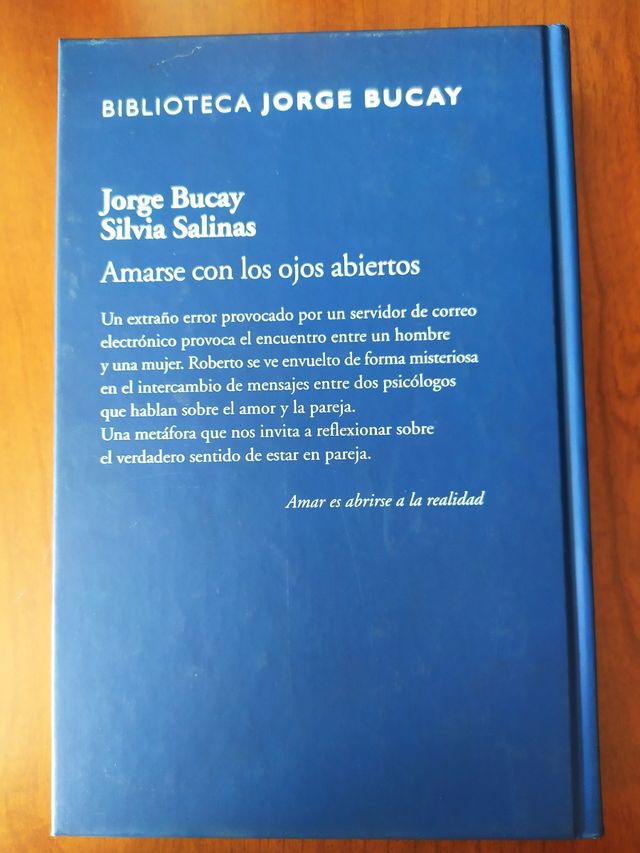 BIBLIOTECA JORGE BUCAY
Jorge Bucay
Silvia Salinas
Amarse con los ojos abiertos
Un extraño error provocado por un servidor de correo
electrónico provoca el encuentro entre un hombre
y una mujer. Roberto se ve envuelto de forma misteriosa
en el intercambio de mensajes entre dos psicólogos
que hablan sobre el amor y la pareja.
Una metáfora que nos invita a reflexionar sobre
el verdadero sentido de estar en pareja.
Amar es abrirse a la realidad